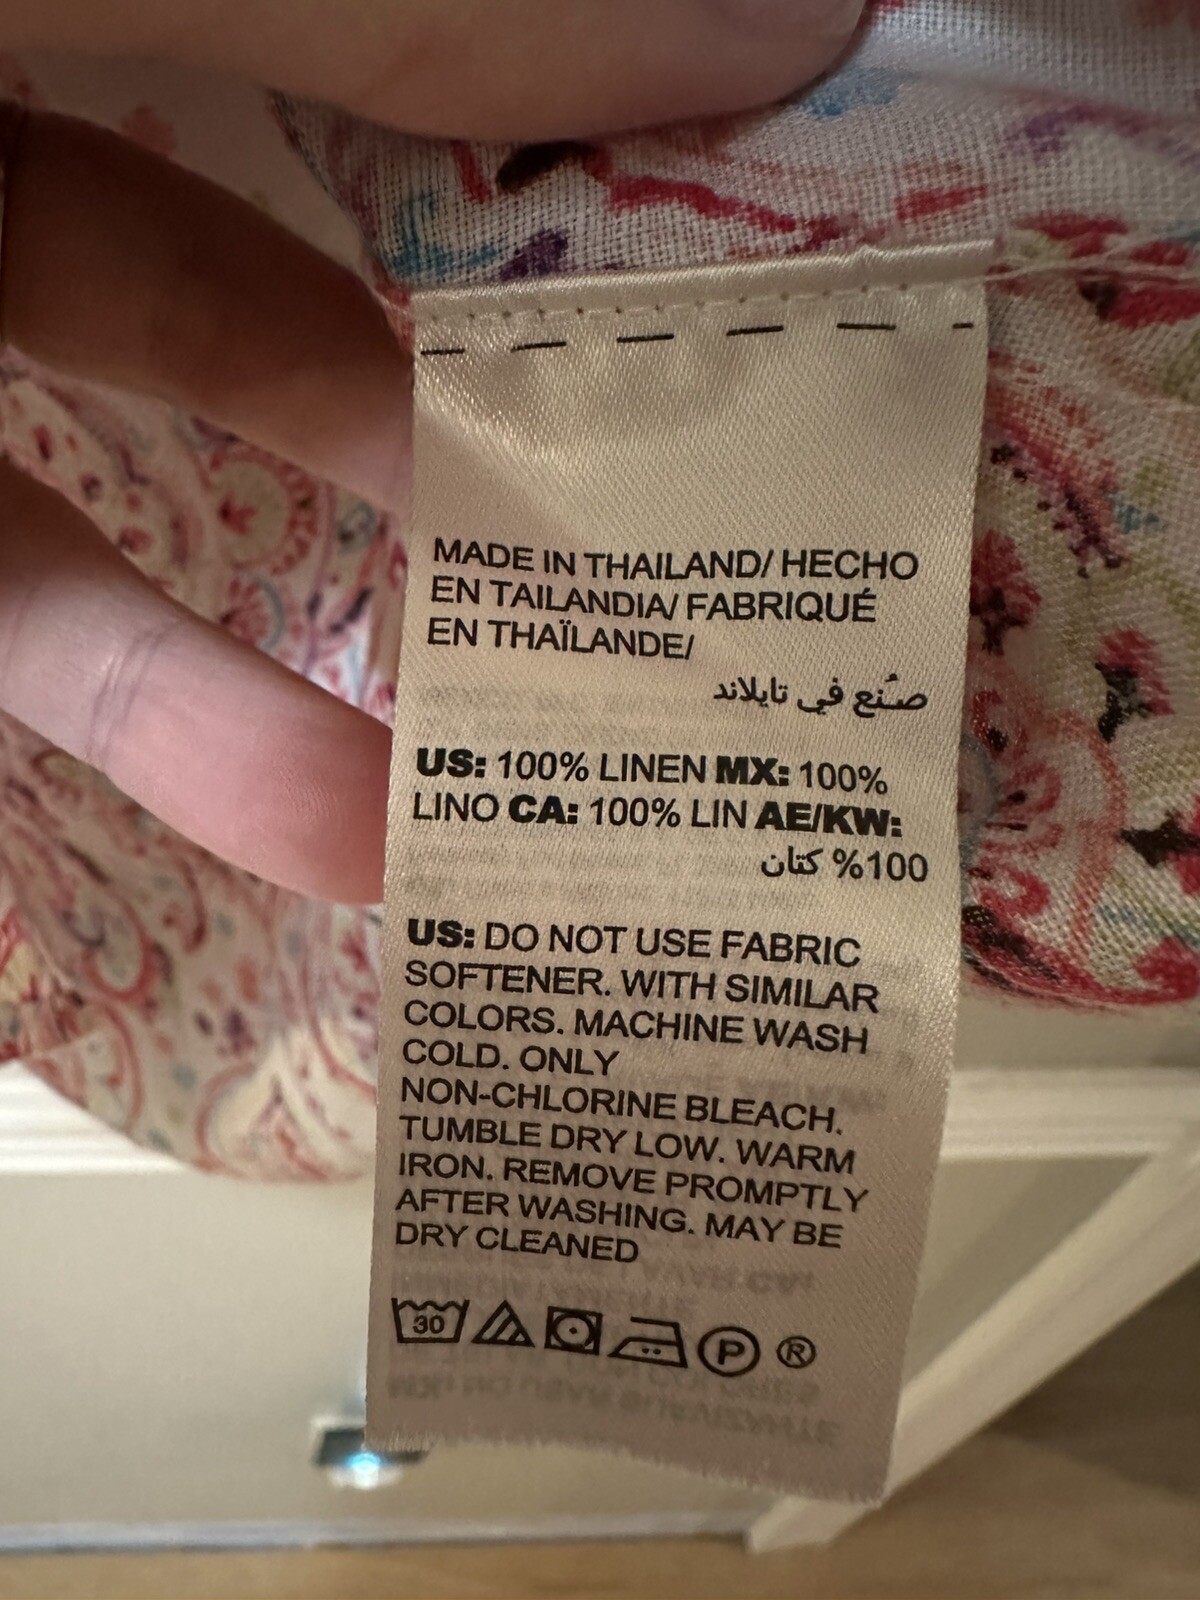 MADE IN THAILAND/ HECHO
EN TAILANDIA/ FABRIQUÉ
EN THAÏLANDE/
صُنع في تايلاند
US: 100% LINEN MX: 100%
LINO CA: 100% LIN AE/KW:
100% كتان
US: DO NOT USE FABRIC
SOFTENER. WITH SIMILAR
COLORS. MACHINE WASH
COLD. ONLY
NON-CHLORINE BLEACH.
TUMBLE DRY LOW. WARM
IRON. REMOVE PROMPTLY
AFTER WASHING. MAY BE
DRY CLEANED
30 P ®